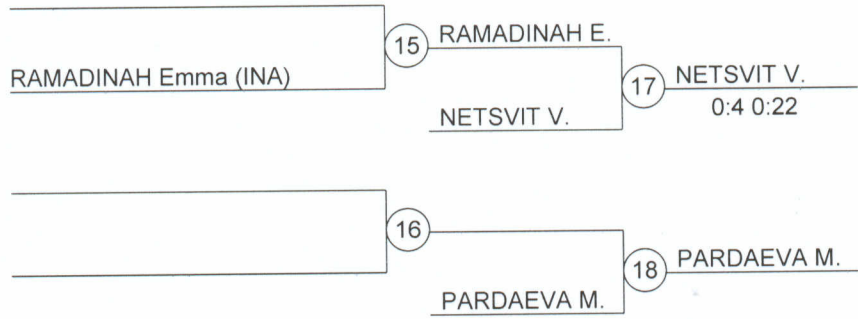 15 RAMADINAH E.
RAMADINAH Emma (INA)
17 NETSVIT V.
0:4 0:22
NETSVIT V.
16
18 PARDAEVA M.
PARDAEVA M.